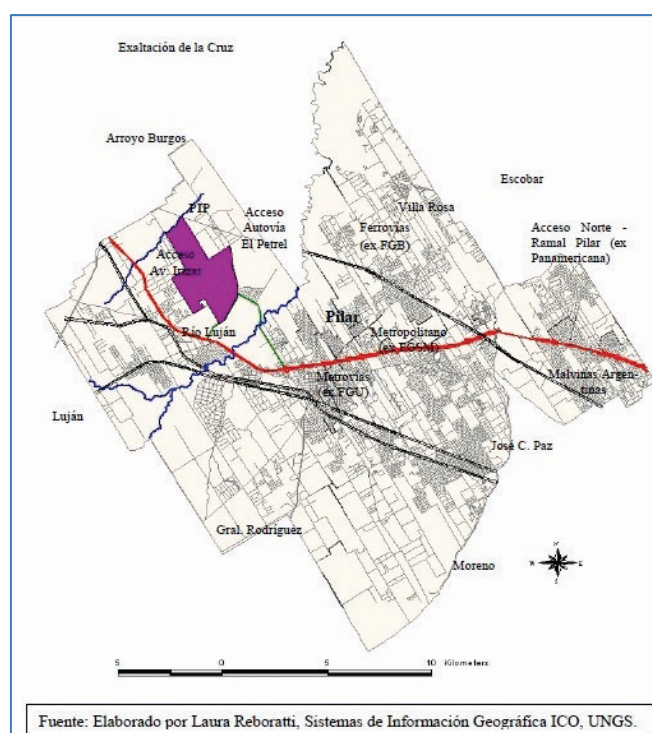 Exaltación de la Cruz
Arroyo Burgos
Escobar
Villa Rosa
PIP
Acceso
Autovía
El Petrel
Ferrovías
(ex FGB)
Acceso Norte -
Ramal Pilar (ex
Panamericana)
Acceso
Av. Irízar
Pilar
Río Luján
Metropolitano
(ex FGSM)
Metrovías
(ex FGU)
Malvinas Argen-
tinas
Luján
José C. Paz
Gral. Rodríguez
Moreno
N
E
S
5 0 5 10 Kilometers
Fuente: Elaborado por Laura Reboratti, Sistemas de Información Geográfica ICO, UNGS.